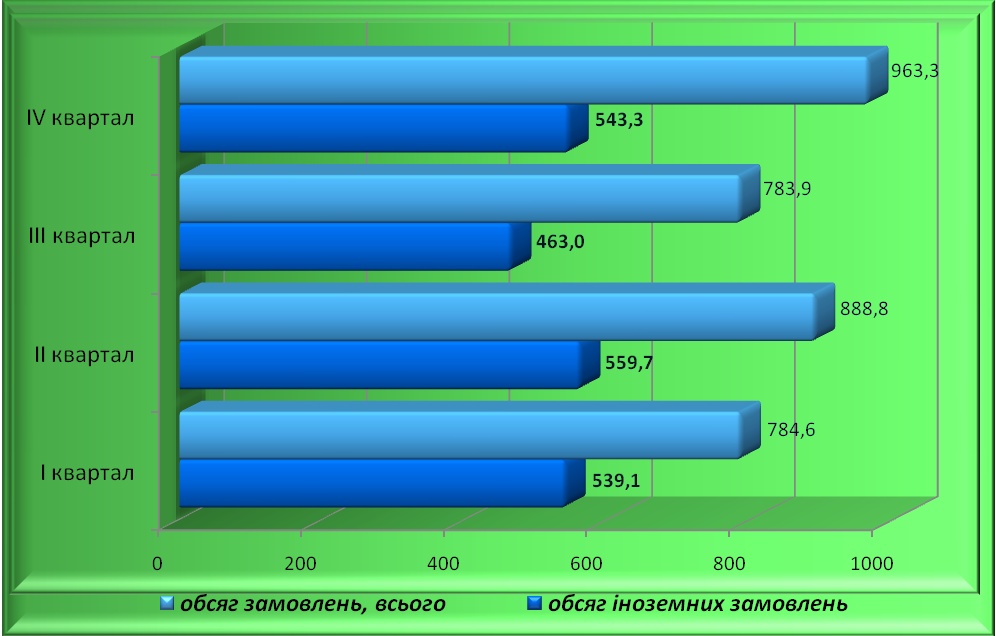 963,3
IV квартал
543,3
783,9
III квартал
463,0
888,8
II квартал
559,7
784,6
I квартал
539,1
0 200 400 600 800 1000
обсяг замовлень, всього обсяг іноземних замовлень